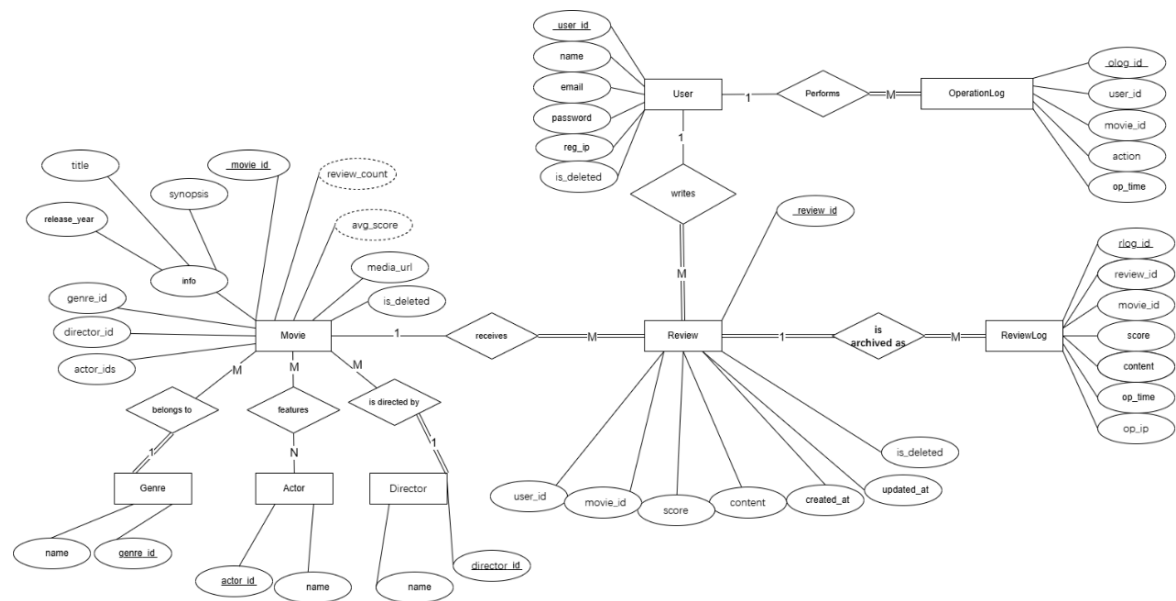 user_id
name
email
password
reg_ip
is_deleted
User
1
Performs
M
OperationLog
olog_id
user_id
movie_id
action
op_time
1
writes
M
title
release_year
synopsis
info
movie_id
review_count
avg_score
media_url
is_deleted
genre_id
director_id
actor_ids
Movie
1
receives
M
Review
review_id
1
is
archived as
M
ReviewLog
rlog_id
review_id
movie_id
score
content
op_time
op_ip
M
belongs to
1
Genre
name
genre_id
M
features
N
Actor
actor_id
name
M
is directed by
1
Director
name
director_id
user_id
movie_id
score
content
created_at
updated_at
is_deleted